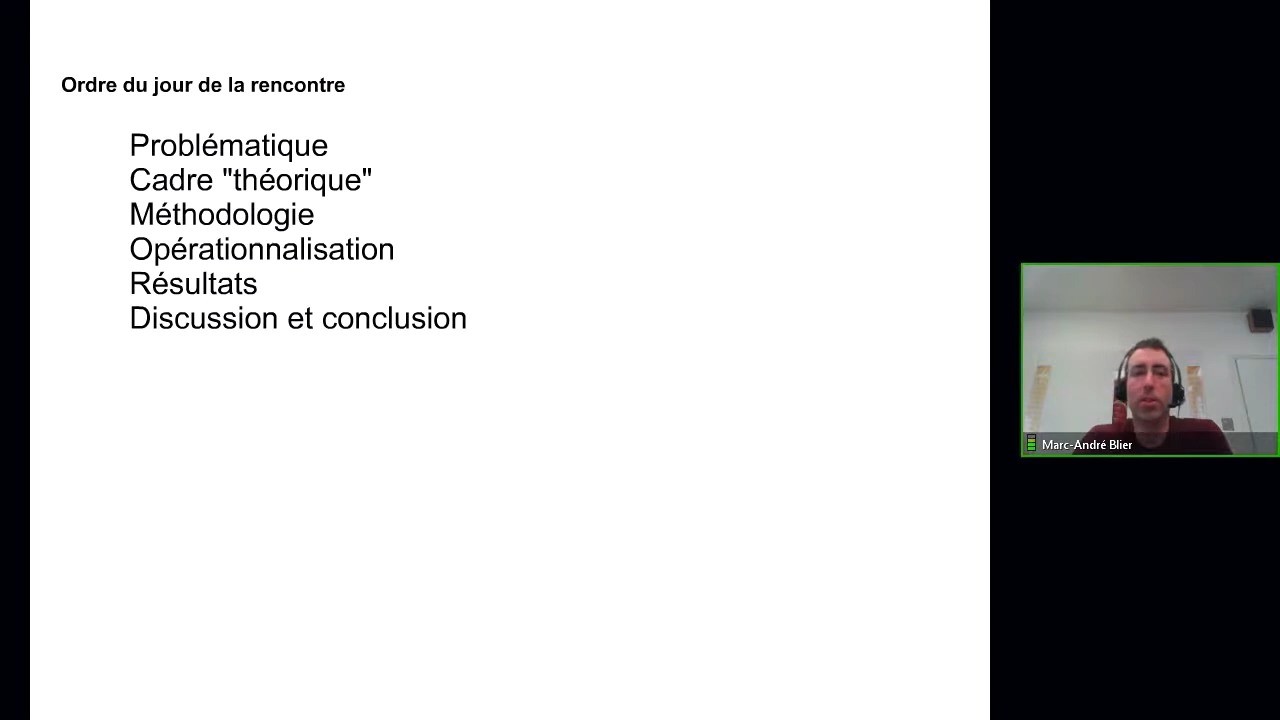 Ordre du jour de la rencontre
Problématique
Cadre "théorique"
Méthodologie
Opérationnalisation
Résultats
Discussion et conclusion
Marc-André Blier